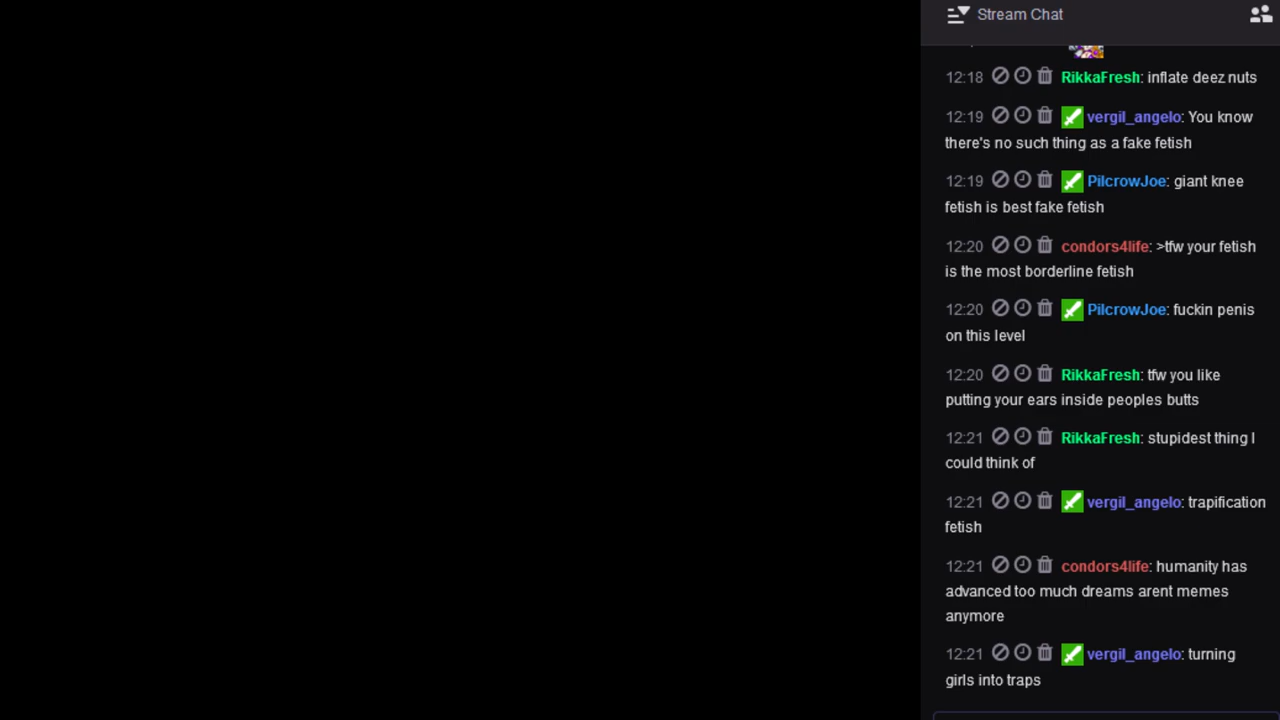 Stream Chat
12:18 RikkaFresh: inflate deez nuts
12:19 vergil_angelo: You know
there's no such thing as a fake fetish
12:19 PilcrowJoe: giant knee
fetish is best fake fetish
12:20 condors4life: >tfw your fetish
is the most borderline fetish
12:20 PilcrowJoe: fuckin penis
on this level
12:20 RikkaFresh: tfw you like
putting your ears inside peoples butts
12:21 RikkaFresh: stupidest thing I
could think of
12:21 vergil_angelo: trapification
fetish
12:21 condors4life: humanity has
advanced too much dreams arent memes
anymore
12:21 vergil_angelo: turning
girls into traps